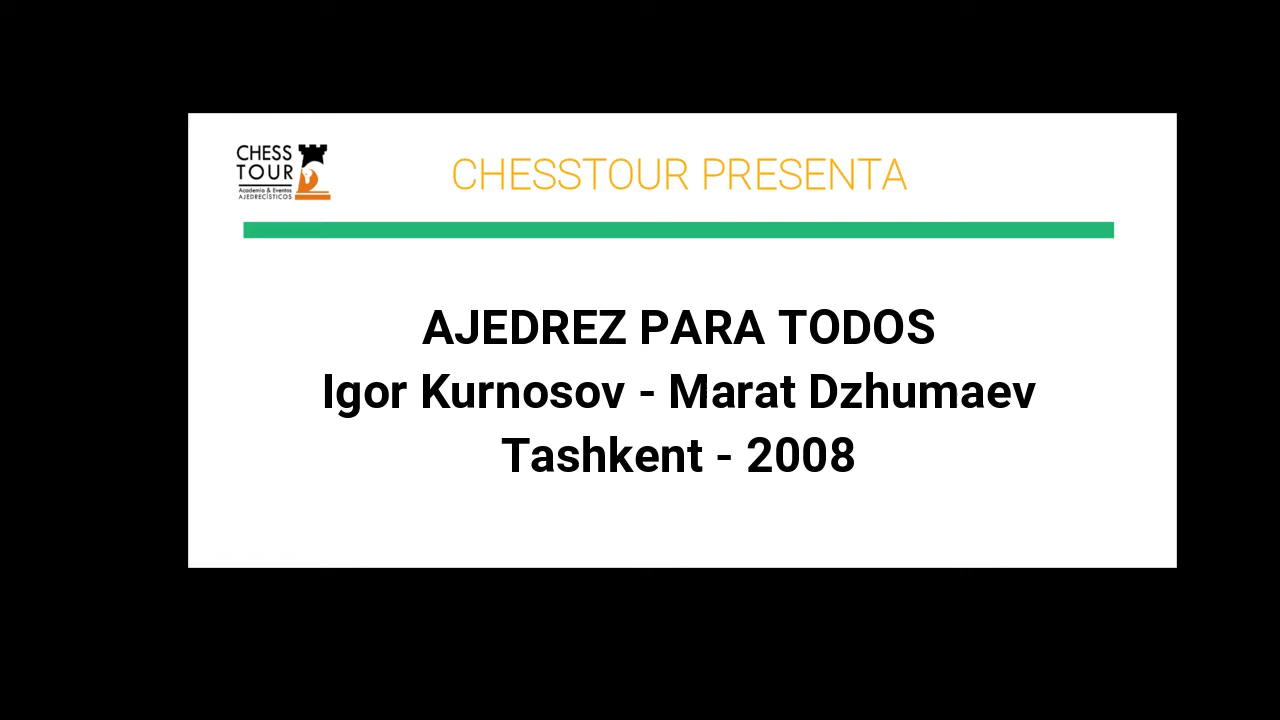 CHESS
TOUR
Academia & Eventos
AJEDRECÍSTICOS
CHESSTOUR PRESENTA
AJEDREZ PARA TODOS
Igor Kurnosov - Marat Dzhumaev
Tashkent - 2008